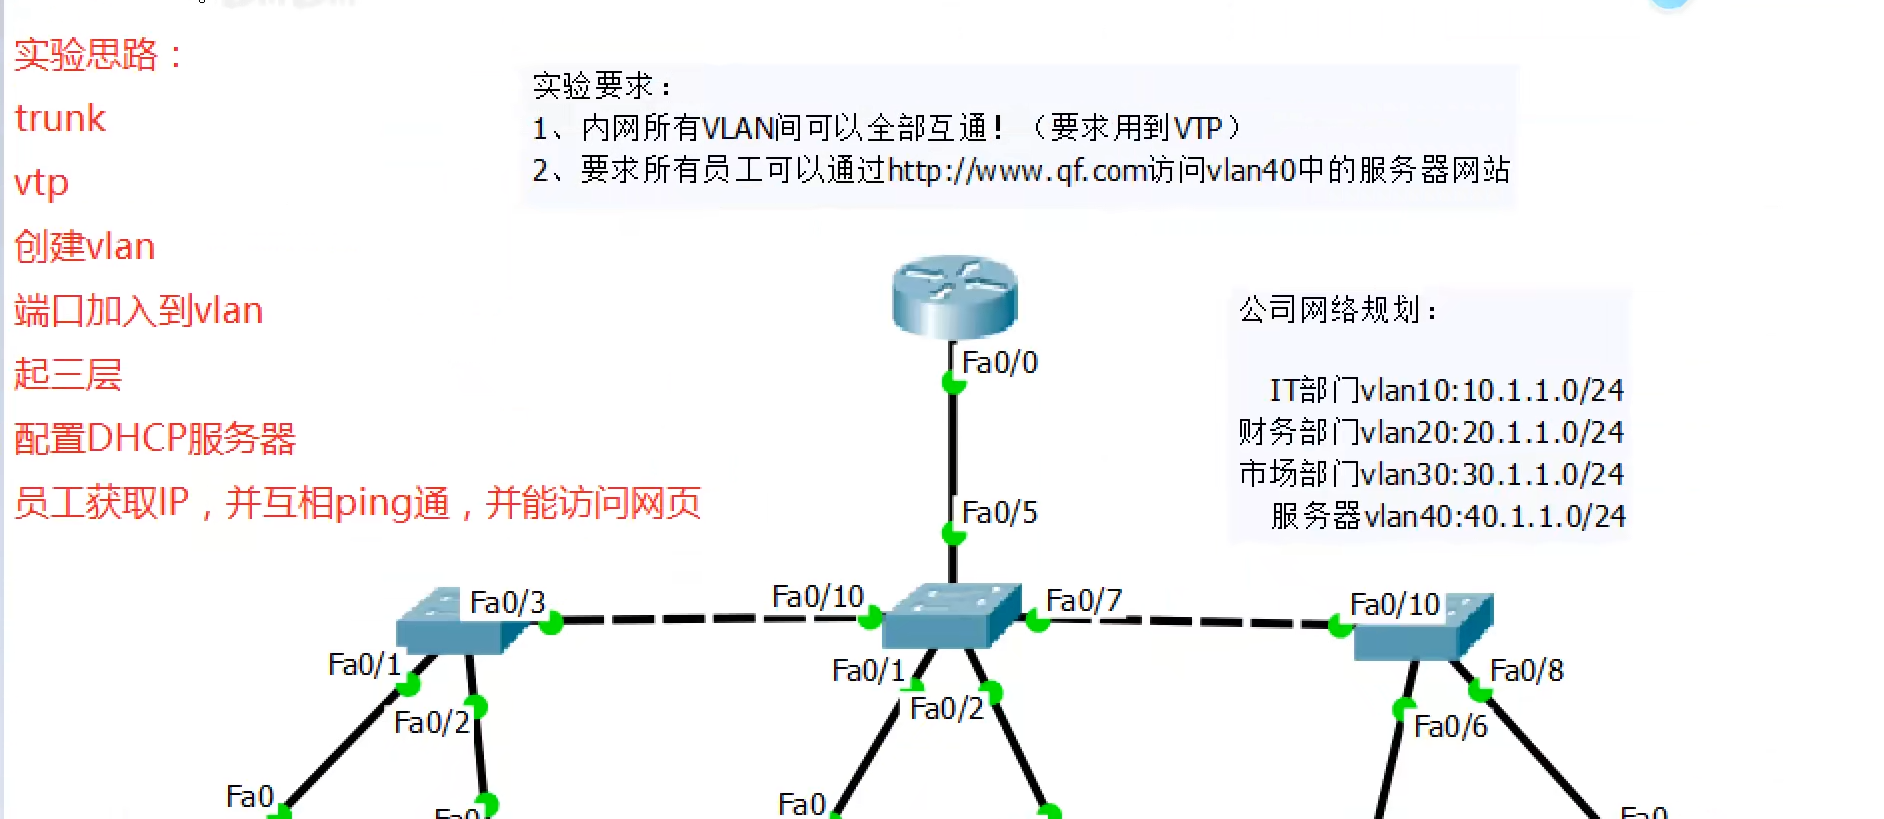 实验思路：
trunk
vtp
创建vlan
端口加入到vlan
起三层
配置DHCP服务器
员工获取IP，并互相ping通，并能访问网页
实验要求：
1、内网所有VLAN间可以全部互通！（要求用到VTP）
2、要求所有员工可以通过http://www.qf.com访问vlan40中的服务器网站
公司网络规划：
IT部门vlan10:10.1.1.0/24
财务部门vlan20:20.1.1.0/24
市场部门vlan30:30.1.1.0/24
服务器vlan40:40.1.1.0/24
Fa0/0
Fa0/5
Fa0/3
Fa0/10
Fa0/7
Fa0/10
Fa0/1
Fa0/2
Fa0/1
Fa0/2
Fa0/8
Fa0/6
Fa0
Fa0
Fa0
Fa0